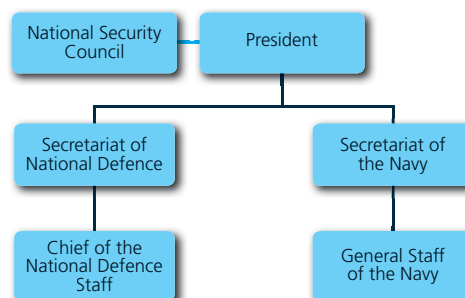 National Security
Council
President
Secretariat of
National Defence
Secretariat of
the Navy
Chief of the
National Defence
Staff
General Staff
of the Navy